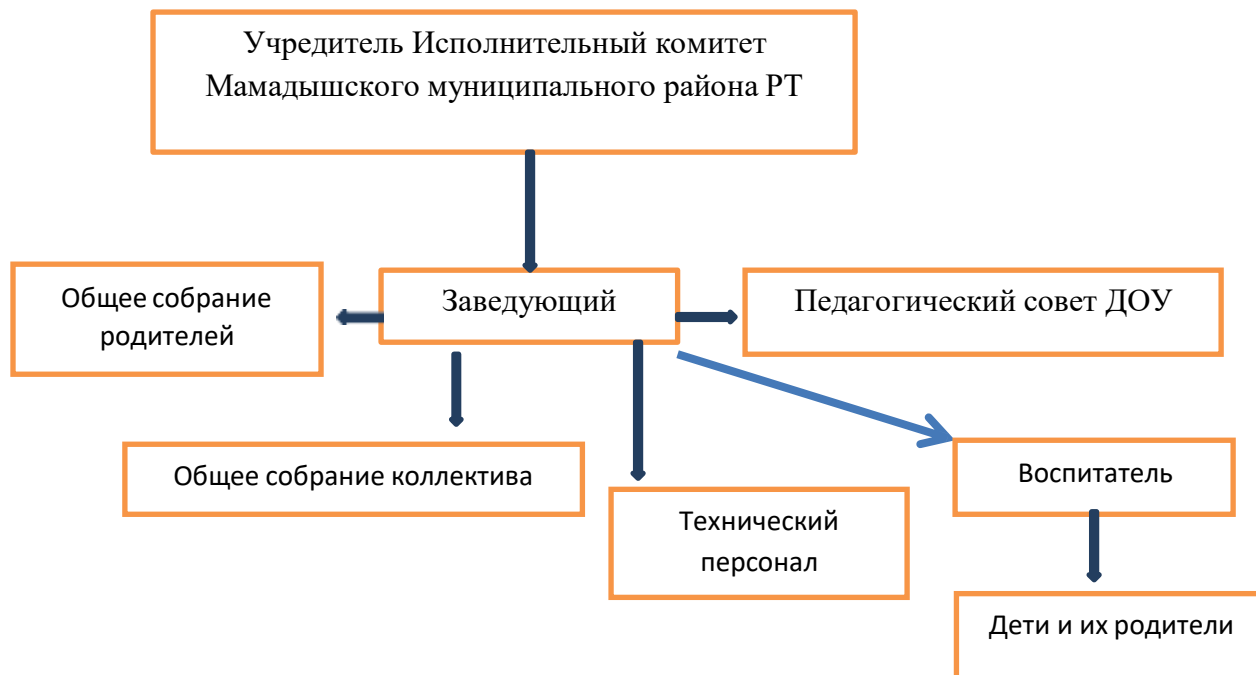 Учредитель Исполнительный комитет
Мамадышского муниципального района РТ
Общее собрание
родителей
Заведующий
Педагогический совет ДОУ
Общее собрание коллектива
Технический
персонал
Воспитатель
Дети и их родители